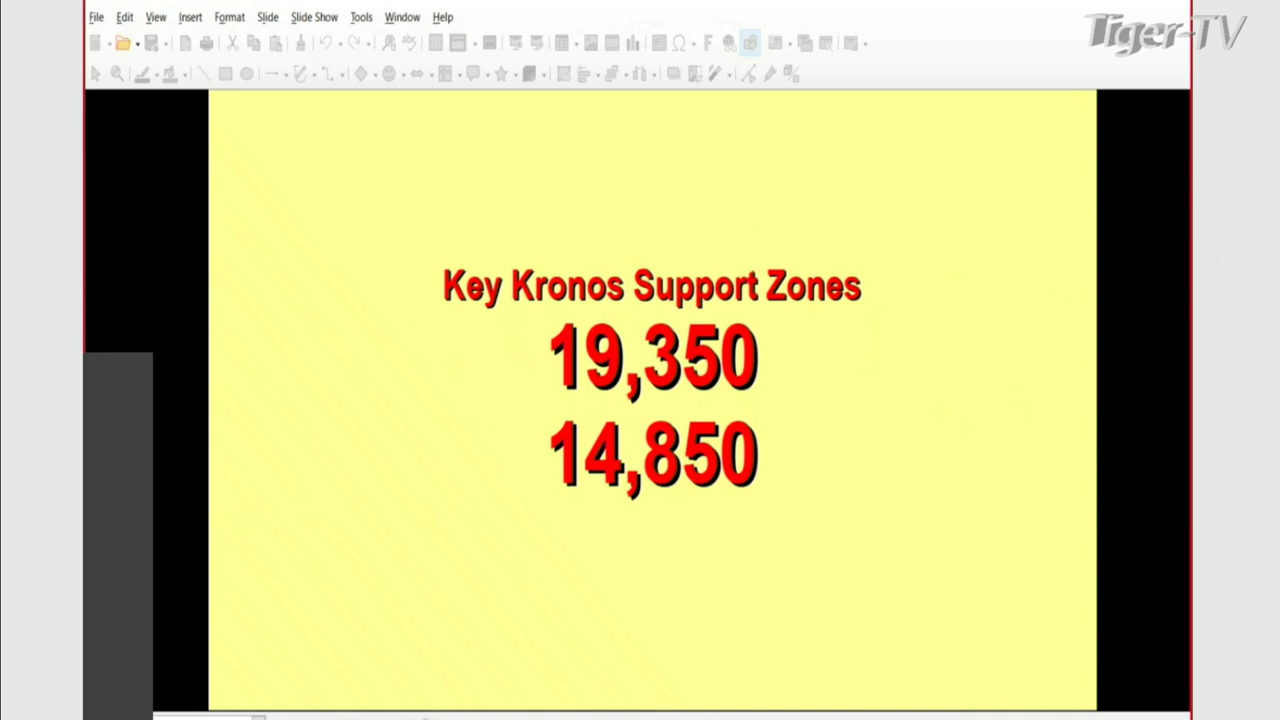 File Edit View Insert Format Slide Slide Show Tools Window Help
Tiger-TV
Key Kronos Support Zones
19,350
14,850